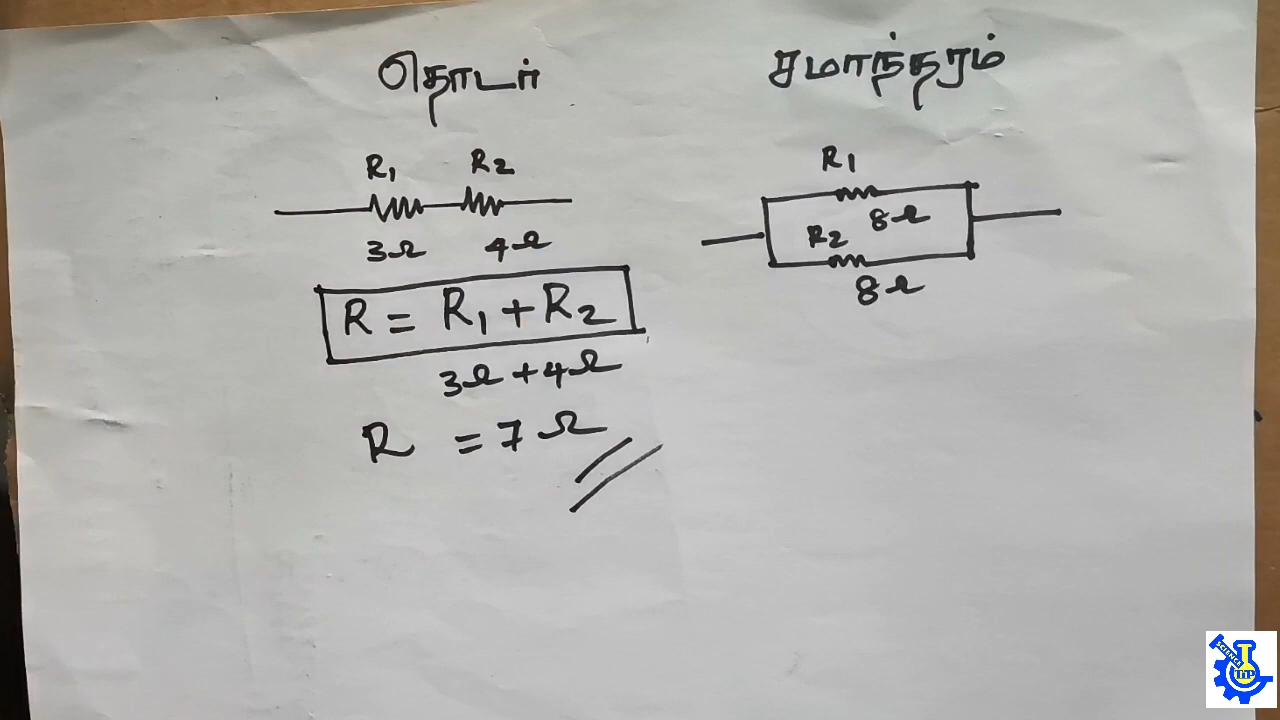 தொடர்
R1 R2
3Ω 4Ω
R = R1 + R2
3Ω + 4Ω
R = 7Ω
சமாந்தரம்
R1
8Ω
R2
8Ω